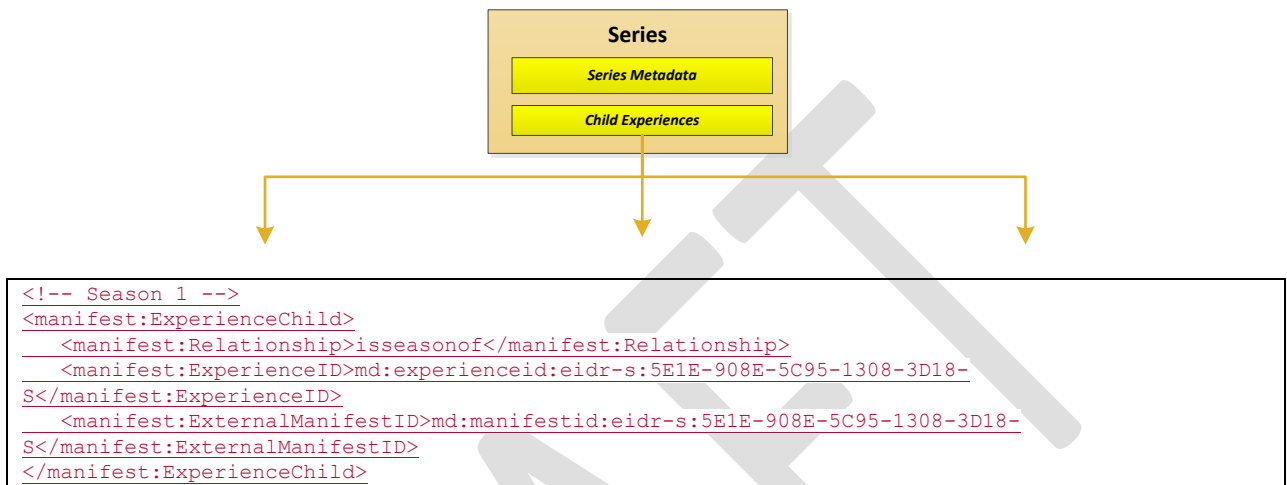 Series
Series Metadata
Child Experiences
<!-- Season 1 -->
<manifest:ExperienceChild>
   <manifest:Relationship>isseasonof</manifest:Relationship>
   <manifest:ExperienceID>md:experienceid:eidr-s:5E1E-908E-5C95-1308-3D18-
S</manifest:ExperienceID>
   <manifest:ExternalManifestID>md:manifestid:eidr-s:5E1E-908E-5C95-1308-3D18-
S</manifest:ExternalManifestID>
</manifest:ExperienceChild>